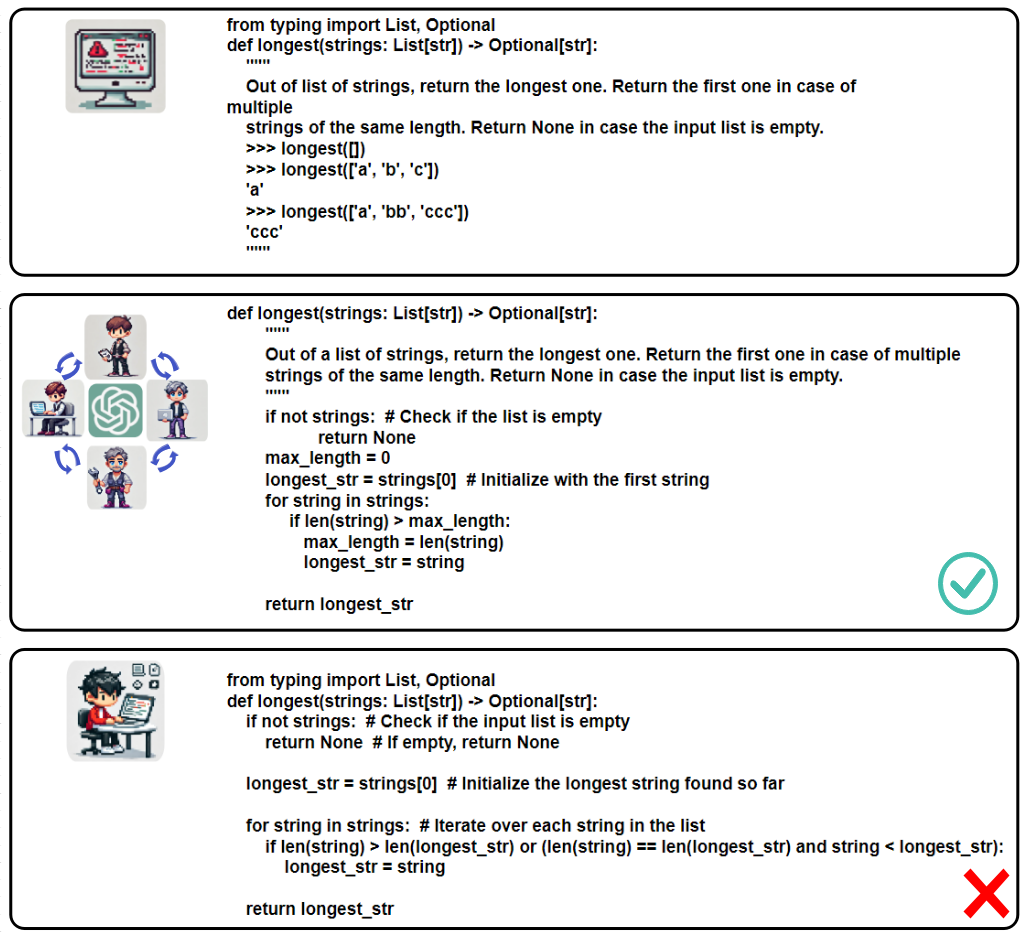 from typing import List, Optional
def longest(strings: List[str]) -> Optional[str]:
"""
Out of list of strings, return the longest one. Return the first one in case of
multiple
strings of the same length. Return None in case the input list is empty.
>>> longest([])
>>> longest(['a', 'b', 'c'])
'a'
>>> longest(['a', 'bb', 'ccc'])
'ccc'
"""
def longest(strings: List[str]) -> Optional[str]:
"""
Out of a list of strings, return the longest one. Return the first one in case of multiple
strings of the same length. Return None in case the input list is empty.
"""
if not strings:  # Check if the list is empty
return None
max_length = 0
longest_str = strings[0]  # Initialize with the first string
for string in strings:
if len(string) > max_length:
max_length = len(string)
longest_str = string
return longest_str
from typing import List, Optional
def longest(strings: List[str]) -> Optional[str]:
if not strings:  # Check if the input list is empty
return None  # If empty, return None
longest_str = strings[0]  # Initialize the longest string found so far
for string in strings:  # Iterate over each string in the list
if len(string) > len(longest_str) or (len(string) == len(longest_str) and string < longest_str):
longest_str = string
return longest_str